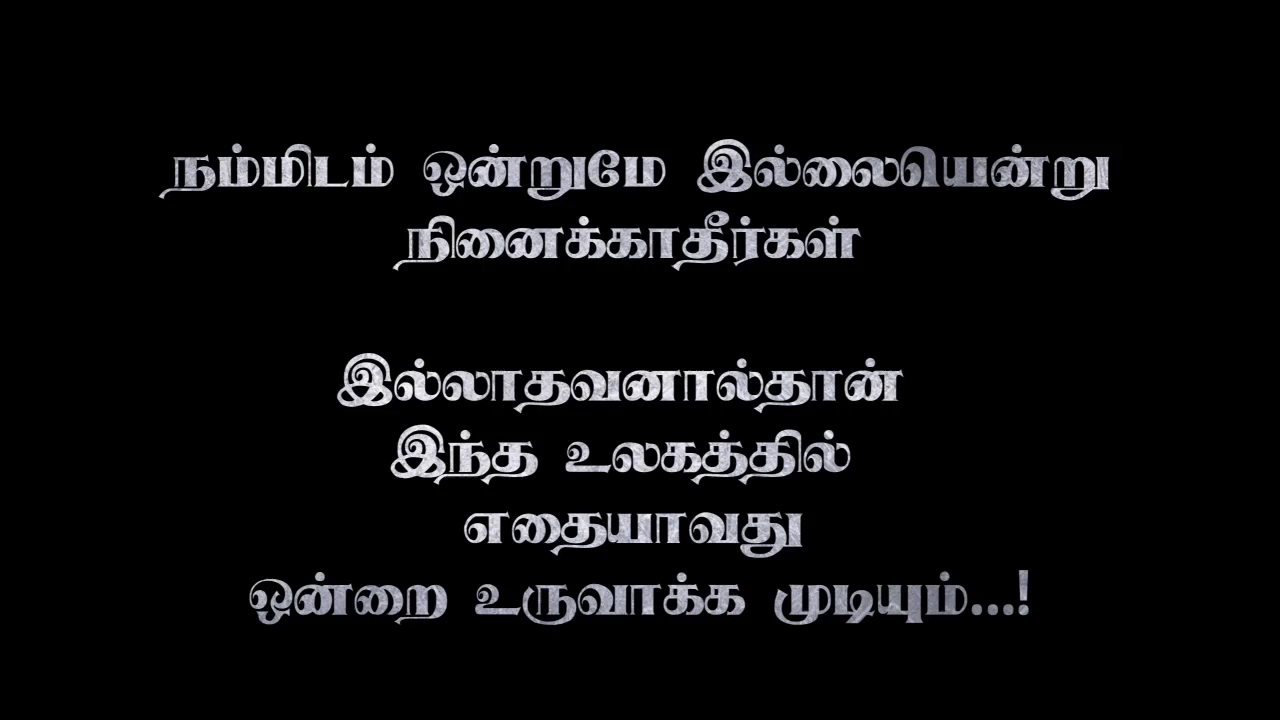 நம்மிடம் ஒன்றுமே இல்லையென்று
நினைக்காதீர்கள்
இல்லாதவனால்தான்
இந்த உலகத்தில்
எதையாவது
ஒன்றை உருவாக்க முடியும்...!